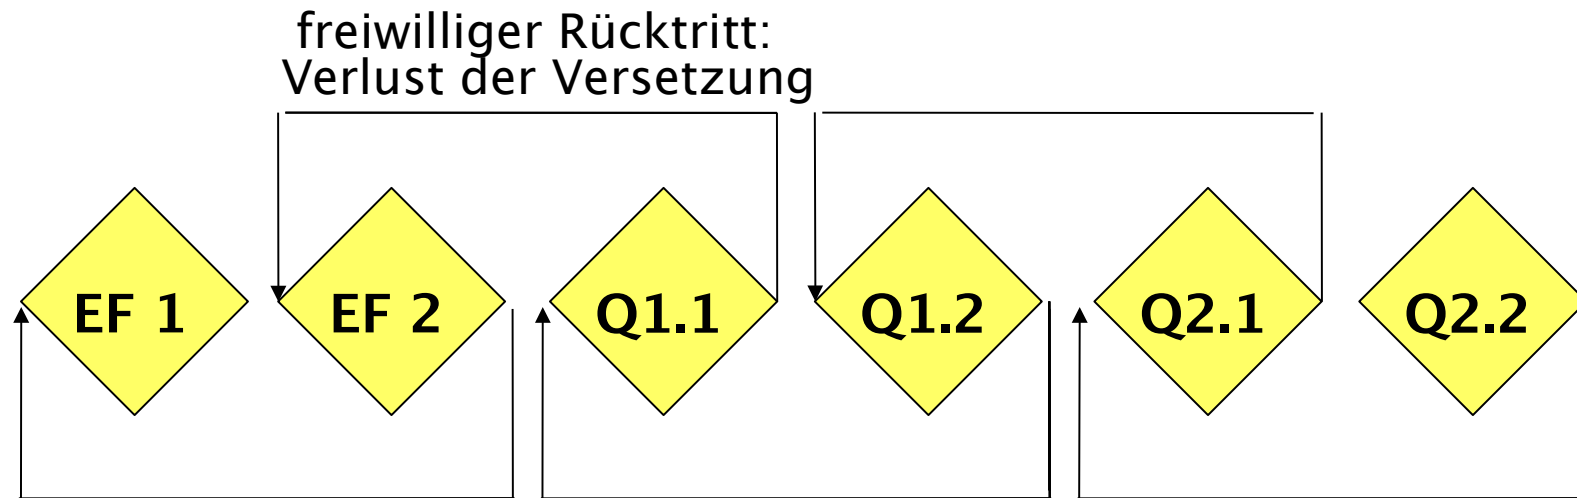 freiwilliger Rücktritt:
Verlust der Versetzung
EF 1 EF 2 Q1.1 Q1.2 Q2.1 Q2.2